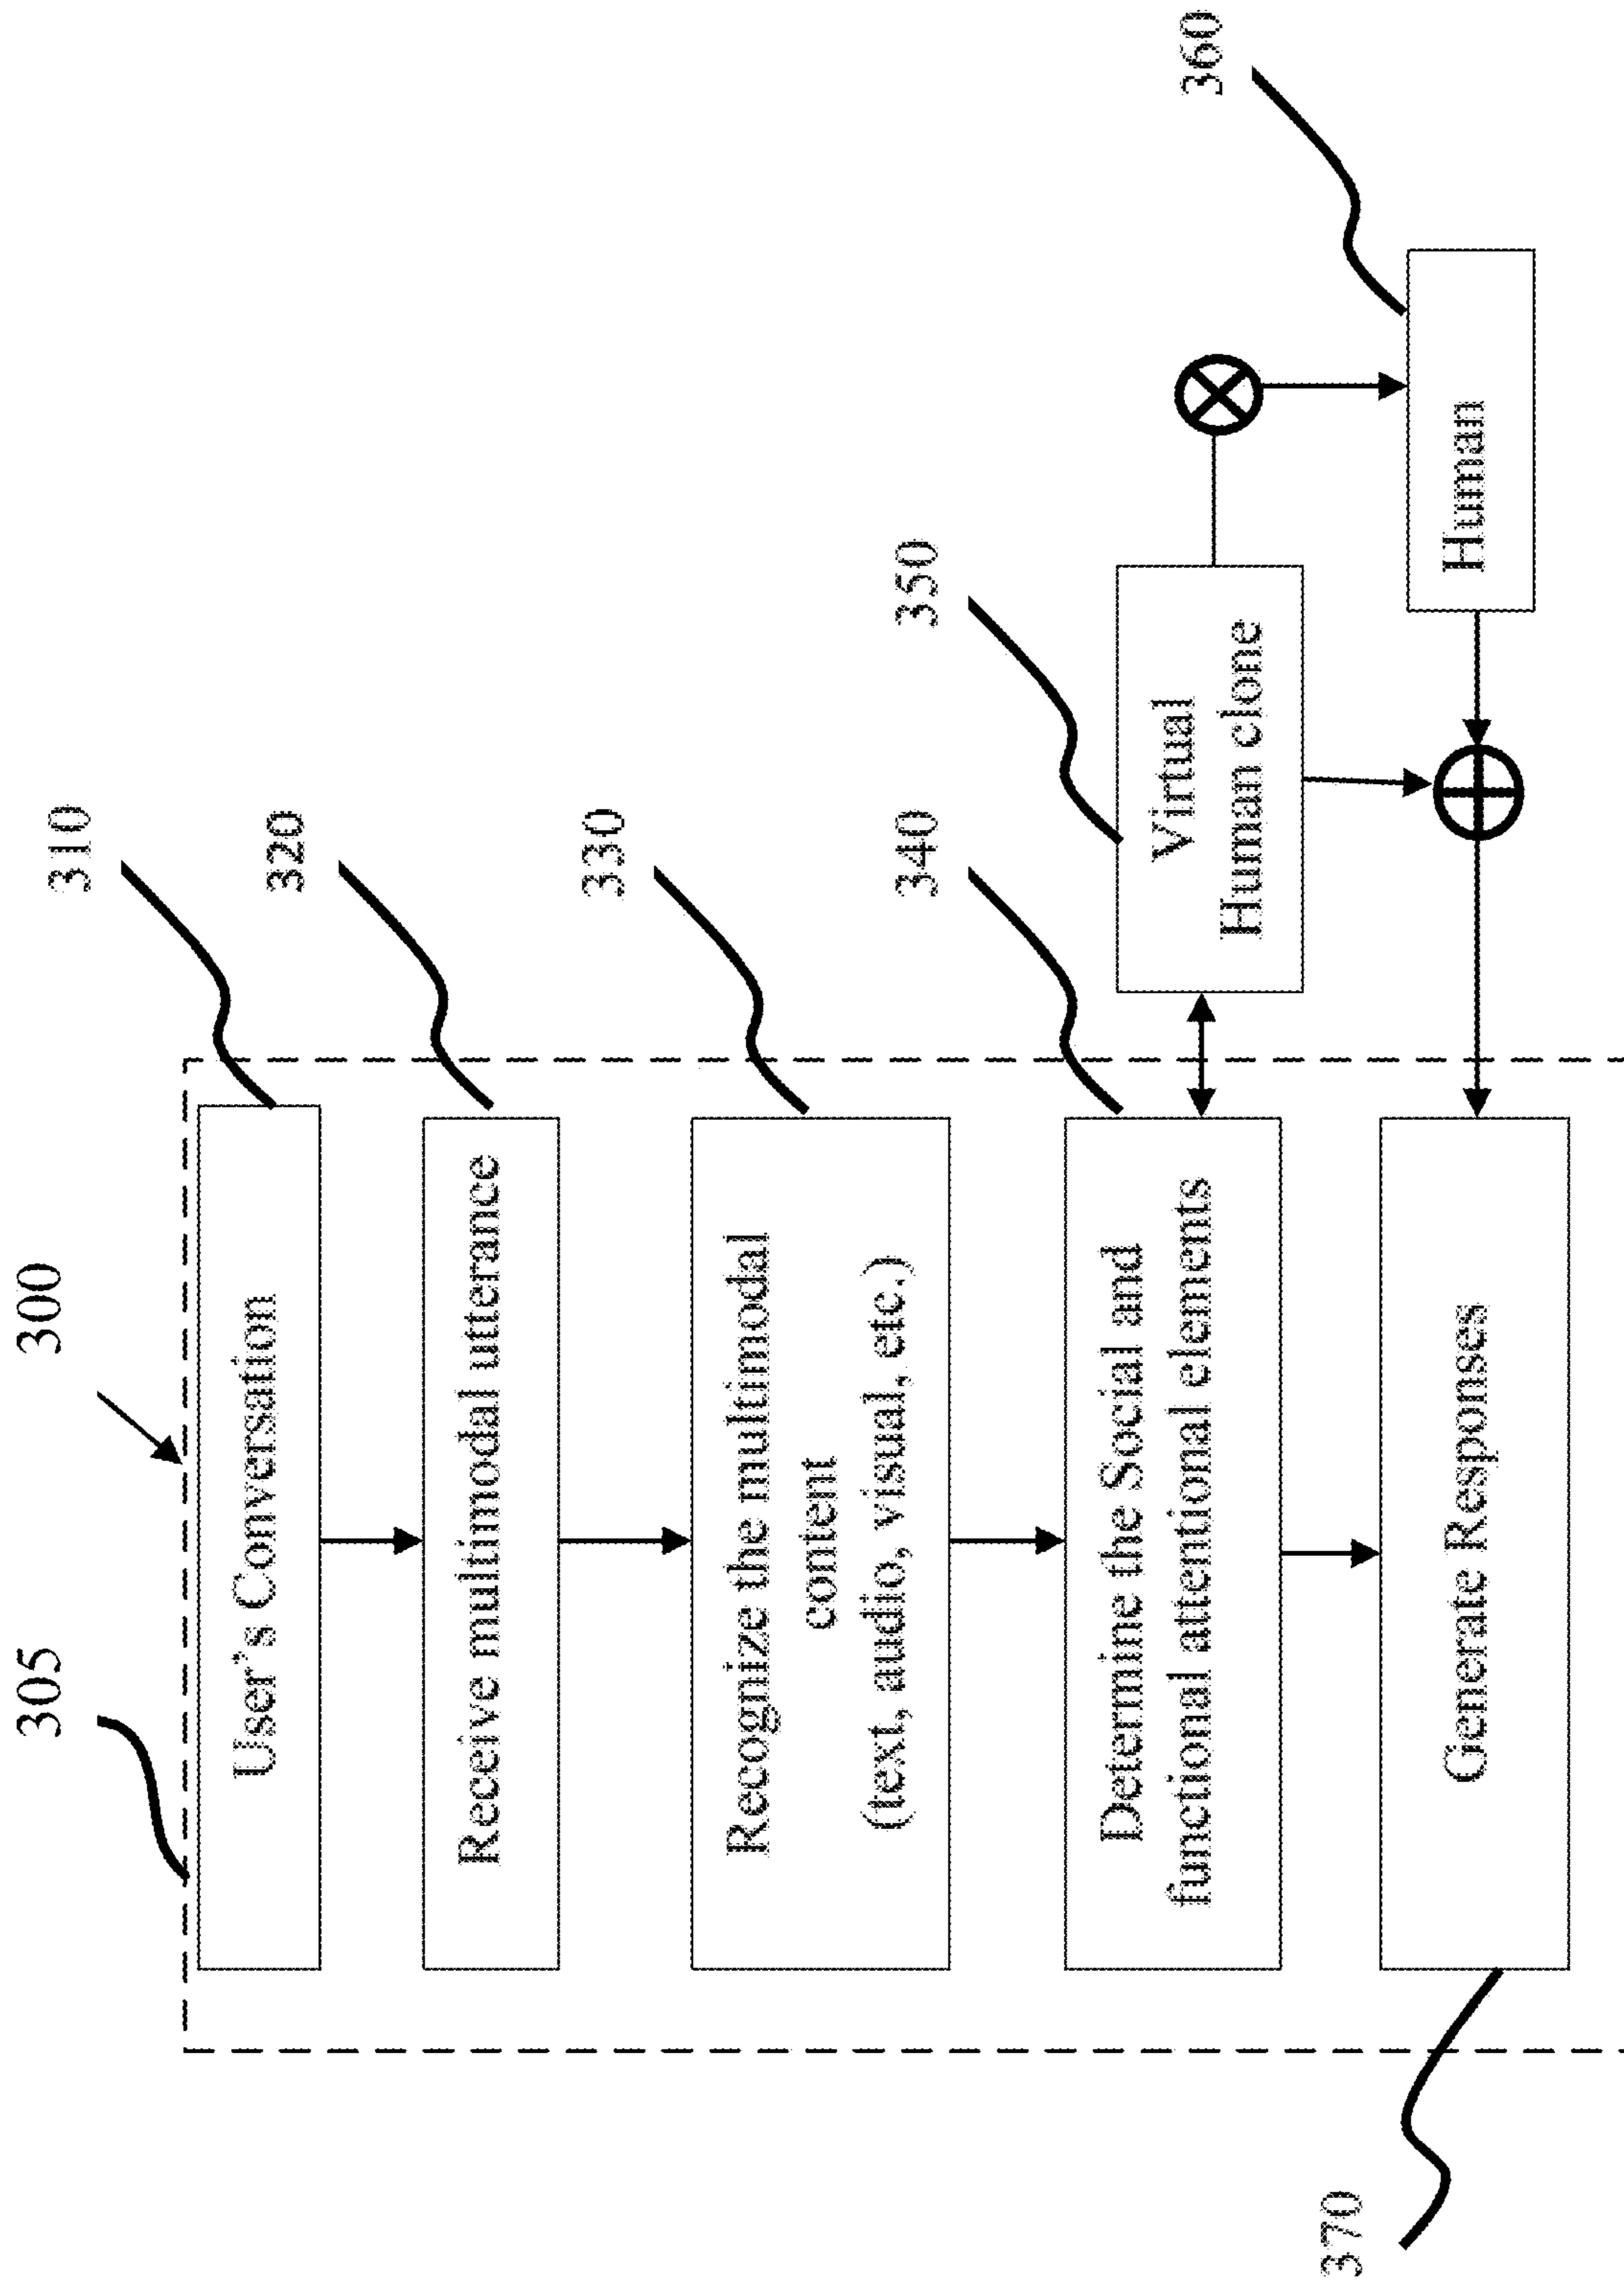 300
305
310
User's Conversation
320
Receive multimodal utterance
330
Recognize the multimodal
content
(text, audio, visual, etc.)
340
Determine the Social and
functional attentional elements
350
Virtual
Human clone
360
Human
370
Generate Responses